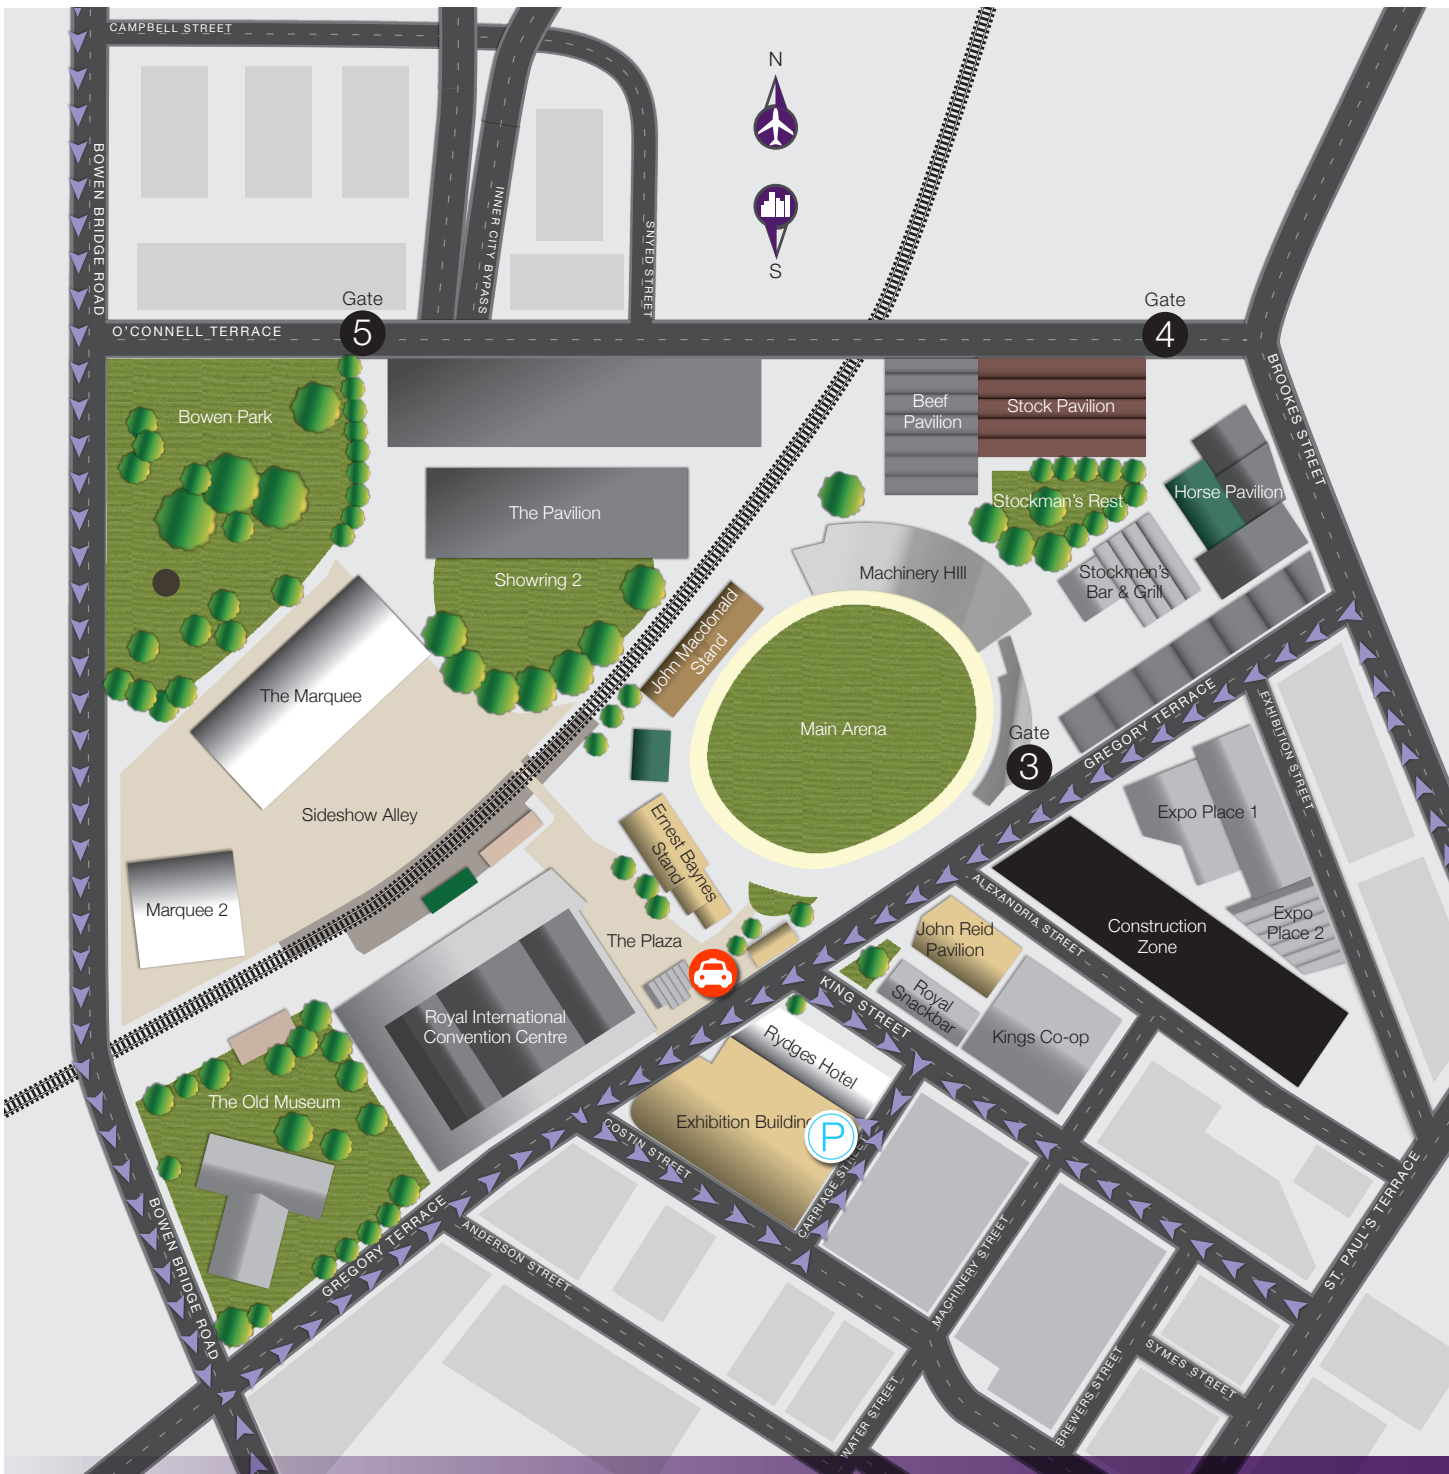 CAMPBELL STREET
N
S
BOWEN BRIDGE ROAD
INNER CITY BYPASS
SNYED STREET
Gate
5
Gate
4
O'CONNELL TERRACE
BROOKES STREET
Bowen Park
Beef
Pavilion
Stock Pavilion
Horse Pavilion
Stockman's Rest
The Pavilion
Showring 2
Machinery HIll
Stockmen's
Bar & Grill
John Macdonald
Stand
The Marquee
Main Arena
Gate
3
GREGORY TERRACE
EXHIBITION STREET
Sideshow Alley
Expo Place 1
Ernest Baynes
Stand
Marquee 2
ALEXANDRIA STREET
Construction
Zone
Expo
Place 2
The Plaza
John Reid
Pavilion
KING STREET
Royal
Snackbar
Kings Co-op
Royal International
Convention Centre
Rydges Hotel
The Old Museum
Exhibition Building
P
COSTIN STREET
CARRIAGE STREET
BOWEN BRIDGE ROAD
GREGORY TERRACE
ANDERSON STREET
MACHINERY STREET
ST. PAUL'S TERRACE
SYMES STREET
BREWERS STREET
WATER STREET